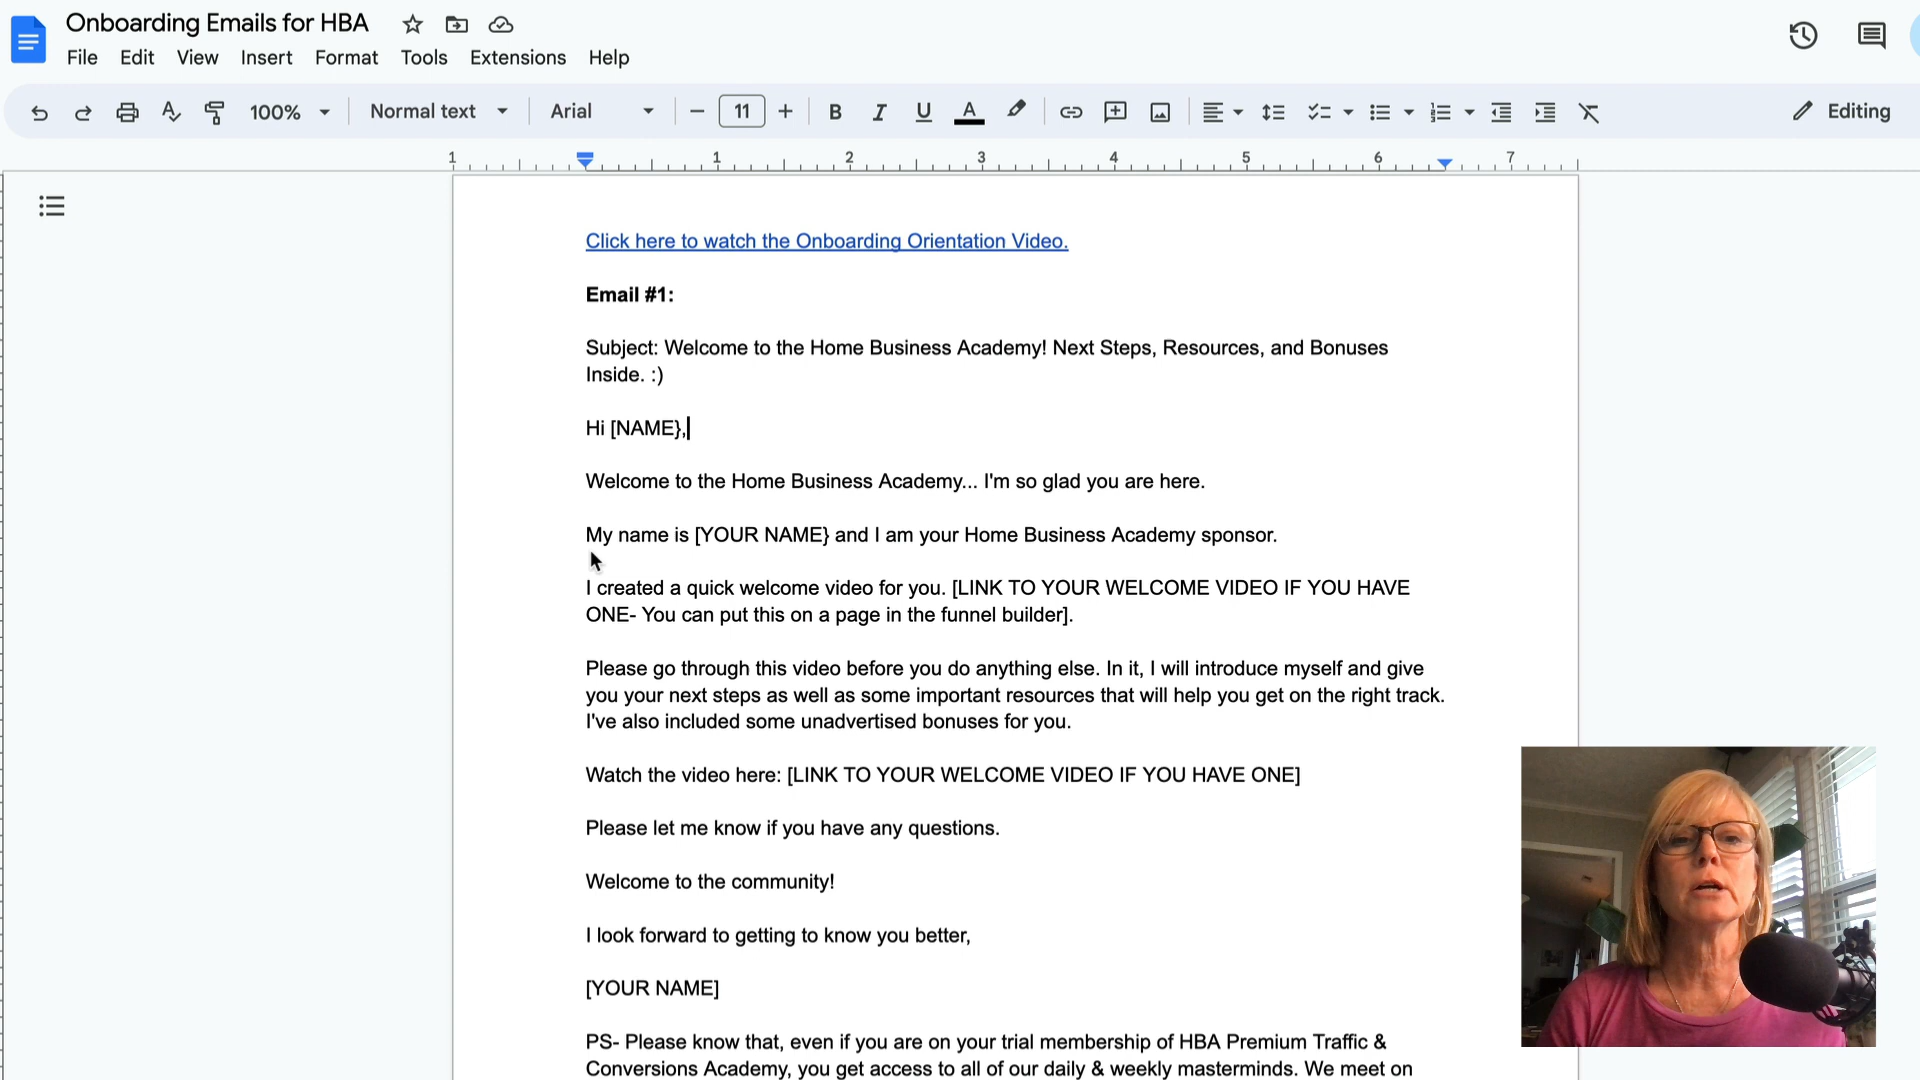 Onboarding Emails for HBA
File Edit View Insert Format Tools Extensions Help
100% Normal text Arial 11 B I U A Editing
1 1 2 3 4 5 6 7
Click here to watch the Onboarding Orientation Video.
Email #1:
Subject: Welcome to the Home Business Academy! Next Steps, Resources, and Bonuses
Inside. :)
Hi [NAME},
Welcome to the Home Business Academy... I'm so glad you are here.
My name is [YOUR NAME} and I am your Home Business Academy sponsor.
I created a quick welcome video for you. [LINK TO YOUR WELCOME VIDEO IF YOU HAVE
ONE- You can put this on a page in the funnel builder].
Please go through this video before you do anything else. In it, I will introduce myself and give
you your next steps as well as some important resources that will help you get on the right track.
I've also included some unadvertised bonuses for you.
Watch the video here: [LINK TO YOUR WELCOME VIDEO IF YOU HAVE ONE]
Please let me know if you have any questions.
Welcome to the community!
I look forward to getting to know you better,
[YOUR NAME]
PS- Please know that, even if you are on your trial membership of HBA Premium Traffic &
Conversions Academy, you get access to all of our daily & weekly masterminds. We meet on